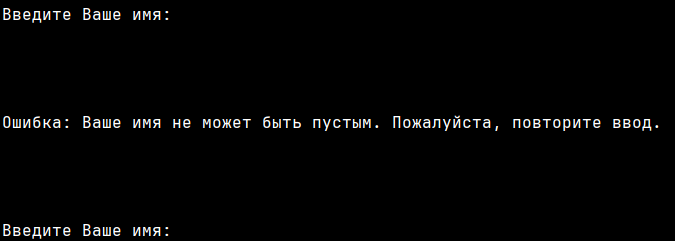 Введите Ваше имя:
Ошибка: Ваше имя не может быть пустым. Пожалуйста, повторите ввод.
Введите Ваше имя: